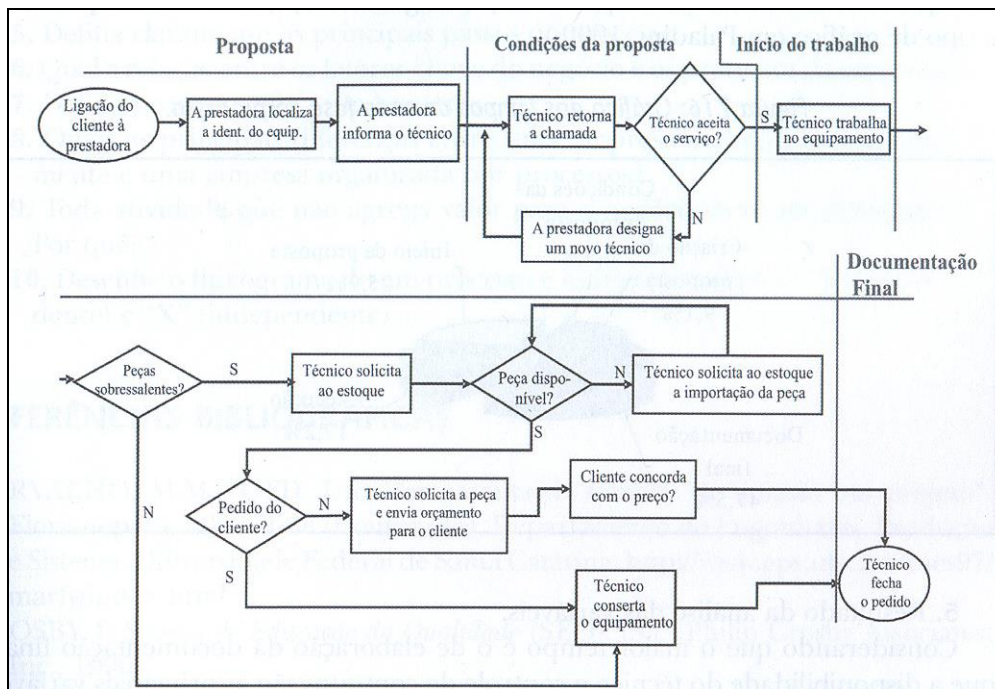 Proposta
Condições da proposta
Início do trabalho
Ligação do
cliente à
prestadora
A prestadora localiza
a ident. do equip.
A prestadora
informa o técnico
Técnico retorna
a chamada
Técnico aceita
o serviço?
S
Técnico trabalha
no equipamento
N
A prestadora designa
um novo técnico
Documentação
Final
Peças
sobressalentes?
S
Técnico solicita
ao estoque
Peça dispo-
nível?
N
Técnico solicita ao estoque
a importação da peça
S
N
Pedido do
cliente?
N
Técnico solicita a peça
e envia orçamento
para o cliente
Cliente concorda
com o preço?
S
Técnico
conserta
o equipamento
Técnico
fecha
o pedido